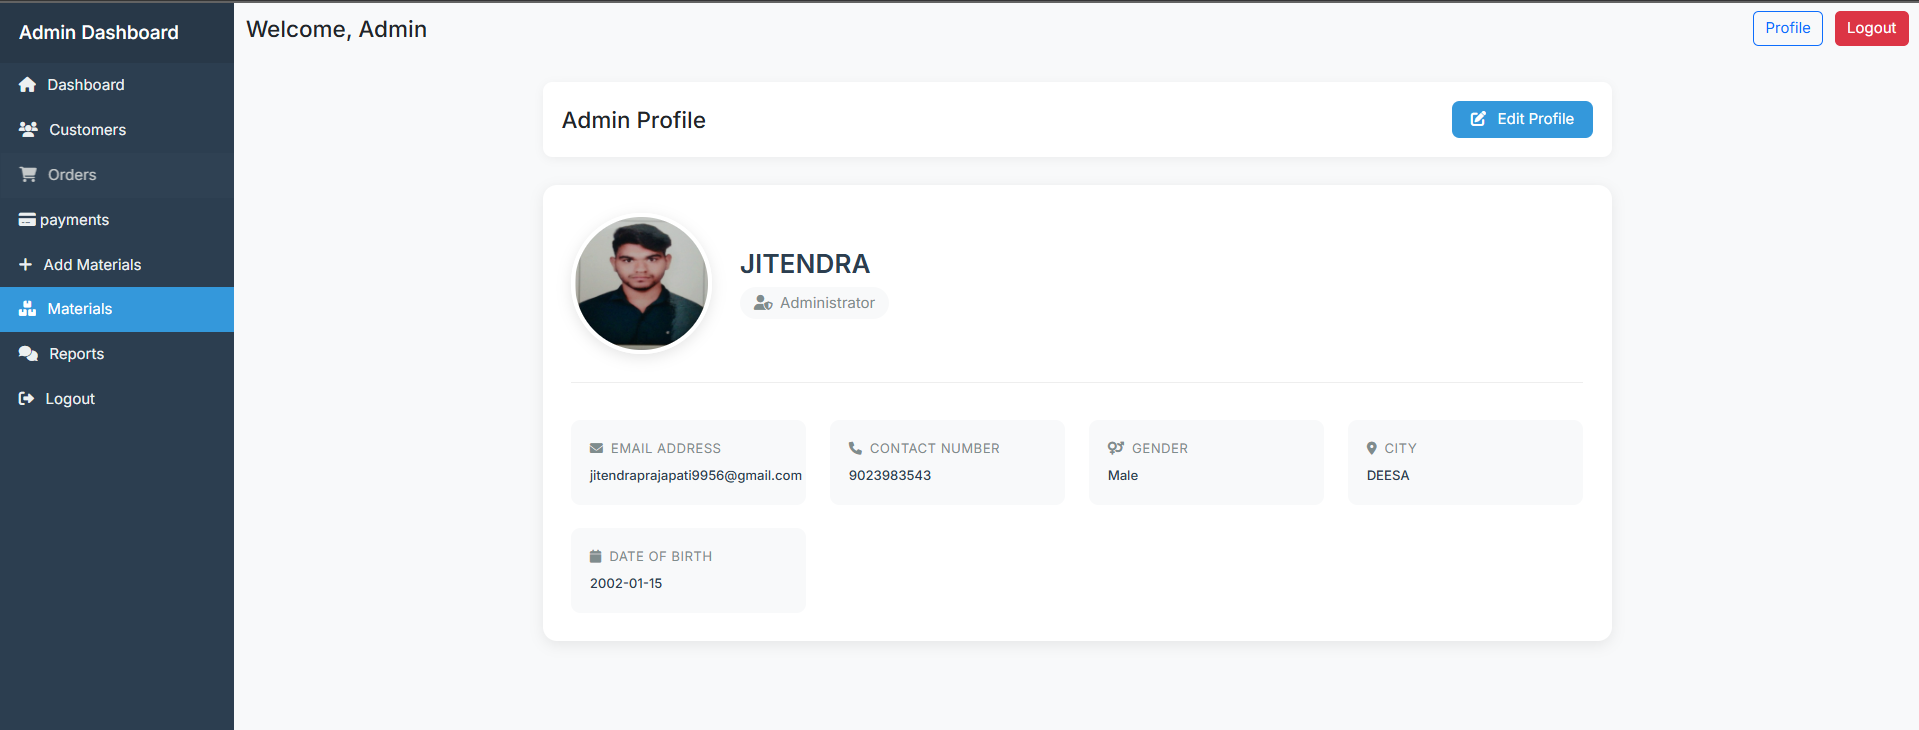 Admin Dashboard
Dashboard
Customers
Orders
payments
Add Materials
Materials
Reports
Logout
Welcome, Admin
Profile
Logout
Admin Profile
Edit Profile
JITENDRA
Administrator
EMAIL ADDRESS
jitendraprajapati9956@gmail.com
CONTACT NUMBER
9023983543
GENDER
Male
CITY
DEESA
DATE OF BIRTH
2002-01-15